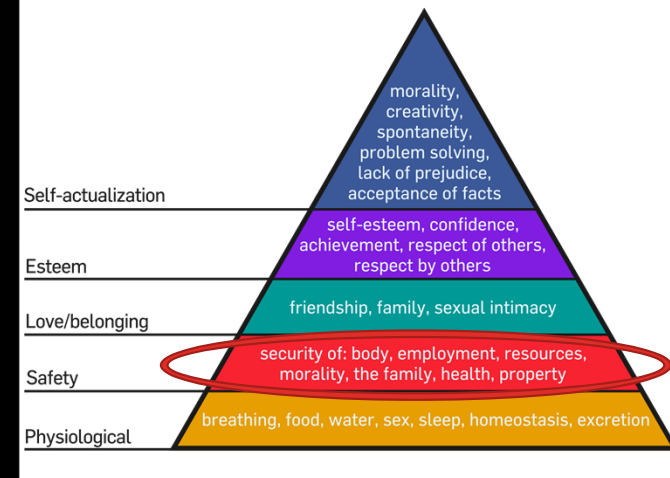 morality,
creativity,
spontaneity,
problem solving,
lack of prejudice,
acceptance of facts
Self-actualization
self-esteem, confidence,
achievement, respect of others,
respect by others
Esteem
friendship, family, sexual intimacy
Love/belonging
security of: body, employment, resources,
morality, the family, health, property
Safety
breathing, food, water, sex, sleep, homeostasis, excretion
Physiological